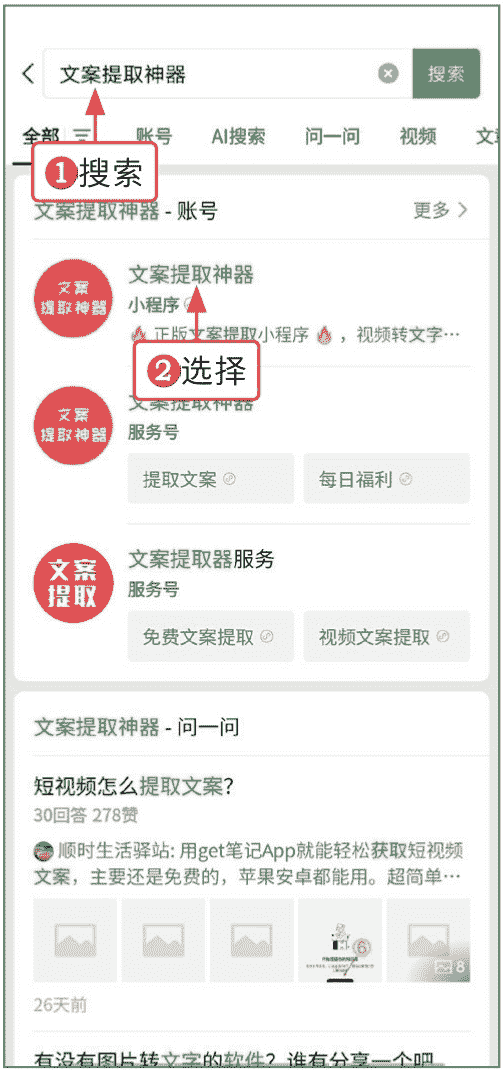 文案提取神器
搜索
全部 账号 AI搜索 问一问 视频
❶搜索
文案提取神器 - 账号 更多
文案
提取神器
文案提取神器
小程序
正版文案提取小程序 ，视频转文字…
❷选择
文案
提取神器
文案提取神器
服务号
提取文案 每日福利
文案
提取
文案提取器服务
服务号
免费文案提取 视频文案提取
文案提取神器 - 问一问
短视频怎么提取文案？
30回答 278赞
顺时生活驿站: 用get笔记App就能轻松获取短视频
文案，主要还是免费的，苹果安卓都能用。超简单…
8
26天前
有没有图片转文字的软件？谁有分享一个吧